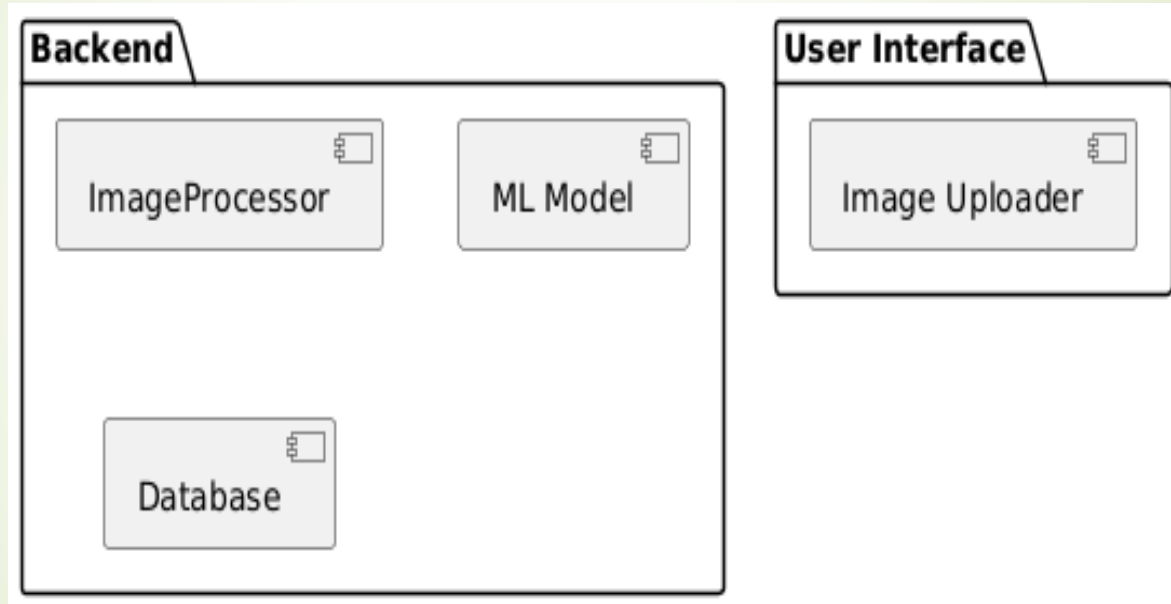 Backend
ImageProcessor
ML Model
Database
User Interface
Image Uploader